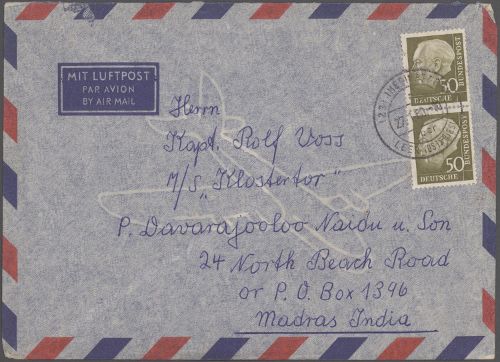 MIT LUFTPOST
PAR AVION
BY AIR MAIL
50
DEUTSCHE
BUNDESPOST
50
DEUTSCHE
BUNDESPOST
Herrn
Kapt. Rolf Voss
M/S „Klostertor"
P. Davarajooloo Naidu u. Son
24 North Beach Road
or P.O. Box 1396
Madras India